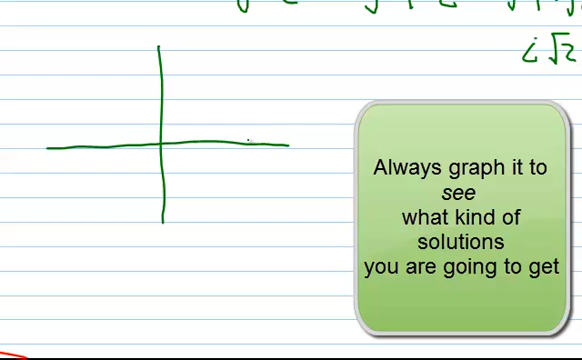 i√2
Always graph it to
see
what kind of
solutions
you are going to get